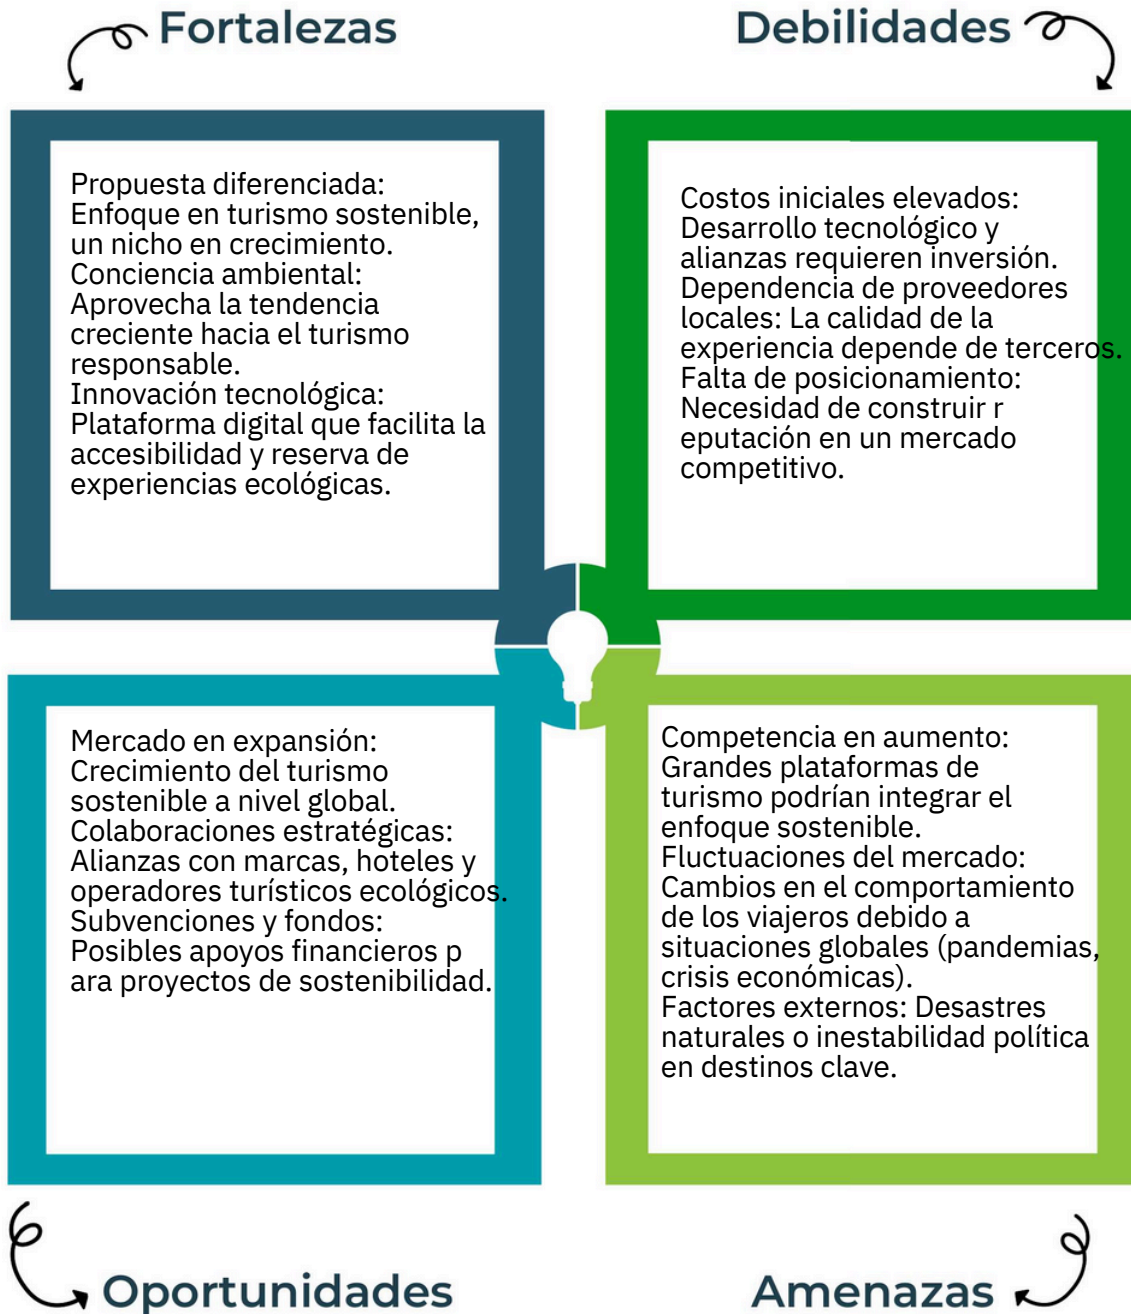 Fortalezas
Propuesta diferenciada:
Enfoque en turismo sostenible,
un nicho en crecimiento.
Conciencia ambiental:
Aprovecha la tendencia
creciente hacia el turismo
responsable.
Innovación tecnológica:
Plataforma digital que facilita la
accesibilidad y reserva de
experiencias ecológicas.
Debilidades
Costos iniciales elevados:
Desarrollo tecnológico y
alianzas requieren inversión.
Dependencia de proveedores
locales: La calidad de la
experiencia depende de terceros.
Falta de posicionamiento:
Necesidad de construir r
eputación en un mercado
competitivo.
Mercado en expansión:
Crecimiento del turismo
sostenible a nivel global.
Colaboraciones estratégicas:
Alianzas con marcas, hoteles y
operadores turísticos ecológicos.
Subvenciones y fondos:
Posibles apoyos financieros p
ara proyectos de sostenibilidad.
Oportunidades
Competencia en aumento:
Grandes plataformas de
turismo podrían integrar el
enfoque sostenible.
Fluctuaciones del mercado:
Cambios en el comportamiento
de los viajeros debido a
situaciones globales (pandemias,
crisis económicas).
Factores externos: Desastres
naturales o inestabilidad política
en destinos clave.
Amenazas